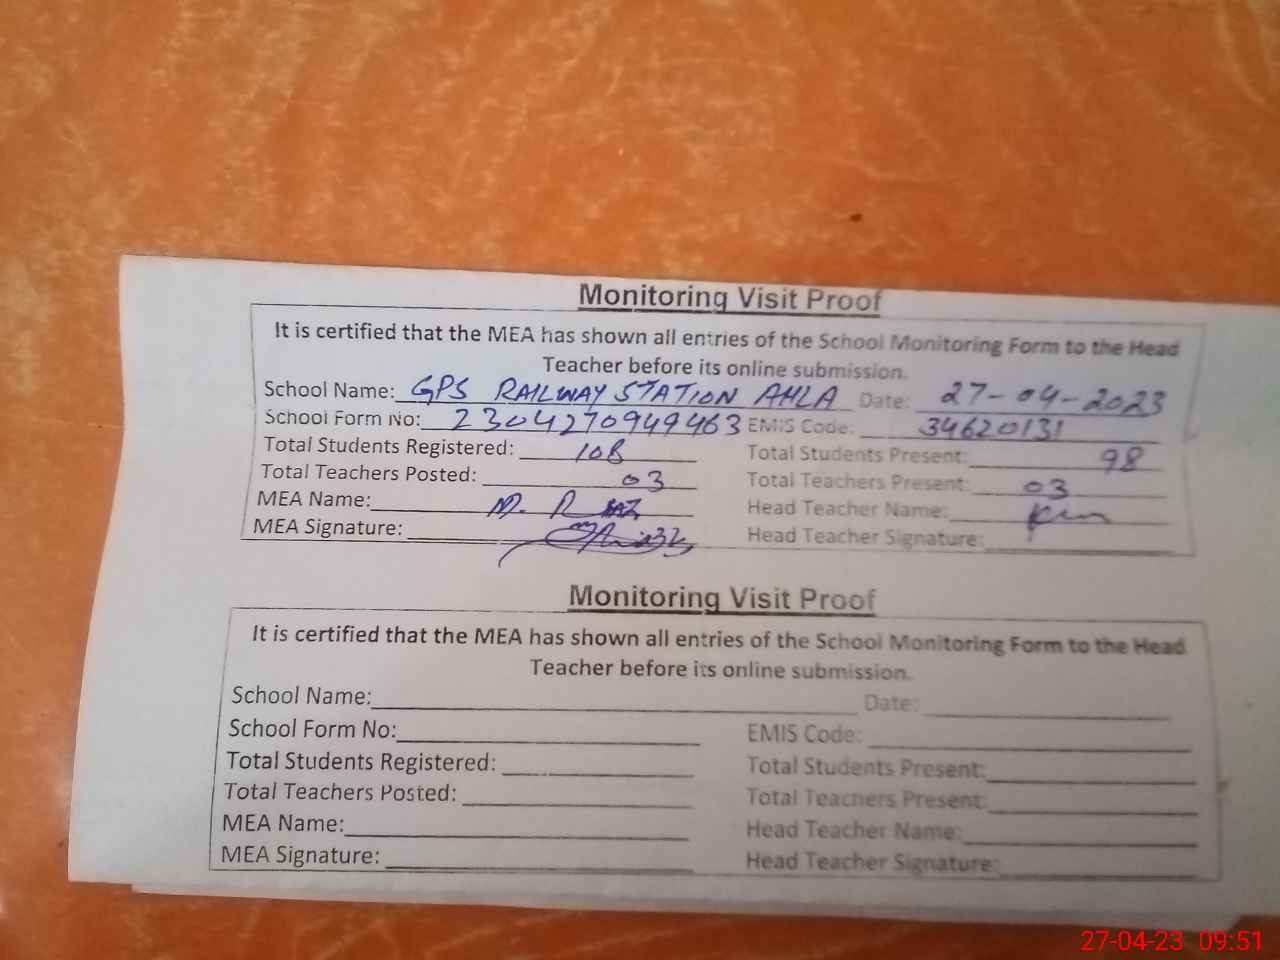 Monitoring Visit Proof
It is certified that the MEA has shown all entries of the School Monitoring Form to the Head
Teacher before its online submission.
School Name: GPS RAILWAY STATION AHLA Date: 27-04-2023
School Form No: 2304270949463 EMIS Code: 34620131
Total Students Registered: 108 Total Students Present: 98
Total Teachers Posted: 03 Total Teachers Present: 03
MEA Name: M. Head Teacher Name:
MEA Signature: Head Teacher Signature:
Monitoring Visit Proof
It is certified that the MEA has shown all entries of the School Monitoring Form to the Head
Teacher before its online submission.
School Name: Date:
School Form No: EMIS Code:
Total Students Registered: Total Students Present:
Total Teachers Posted: Total Teachers Present:
MEA Name: Head Teacher Name:
MEA Signature: Head Teacher Signature:
27-04-23 09:51